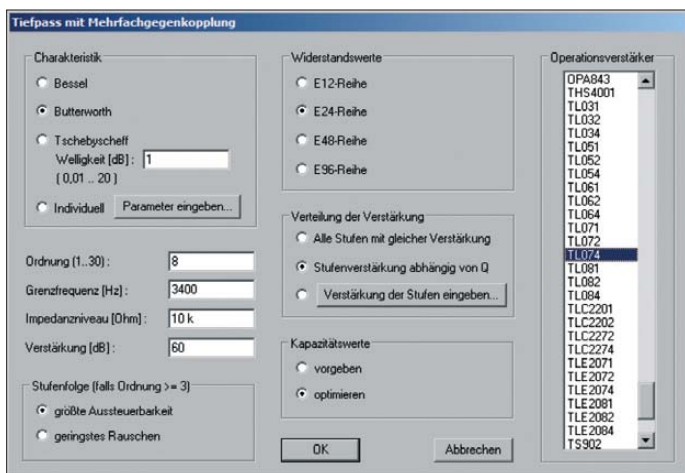 Tiefpass mit Mehrfachgegenkopplung
Charakteristik
Bessel
Butterworth
Tschebyscheff
Welligkeit [dB] : 1
( 0,01 .. 20 )
Individuell Parameter eingeben...
Ordnung (1..30) : 8
Grenzfrequenz [Hz] : 3400
Impedanzniveau [Ohm] : 10 k
Verstärkung [dB] : 60
Stufenfolge (falls Ordnung >= 3)
größte Aussteuerbarkeit
geringstes Rauschen
Widerstandswerte
E12-Reihe
E24-Reihe
E48-Reihe
E96-Reihe
Verteilung der Verstärkung
Alle Stufen mit gleicher Verstärkung
Stufenverstärkung abhängig von Q
Verstärkung der Stufen eingeben...
Kapazitätswerte
vorgeben
optimieren
OK
Abbrechen
Operationsverstärker
OPA843
THS4001
TL031
TL032
TL034
TL051
TL052
TL054
TL061
TL062
TL064
TL071
TL072
TL074
TL081
TL082
TL084
TLC2201
TLC2202
TLC2272
TLC2274
TLE2071
TLE2072
TLE2074
TLE2081
TLE2082
TLE2084
TS902